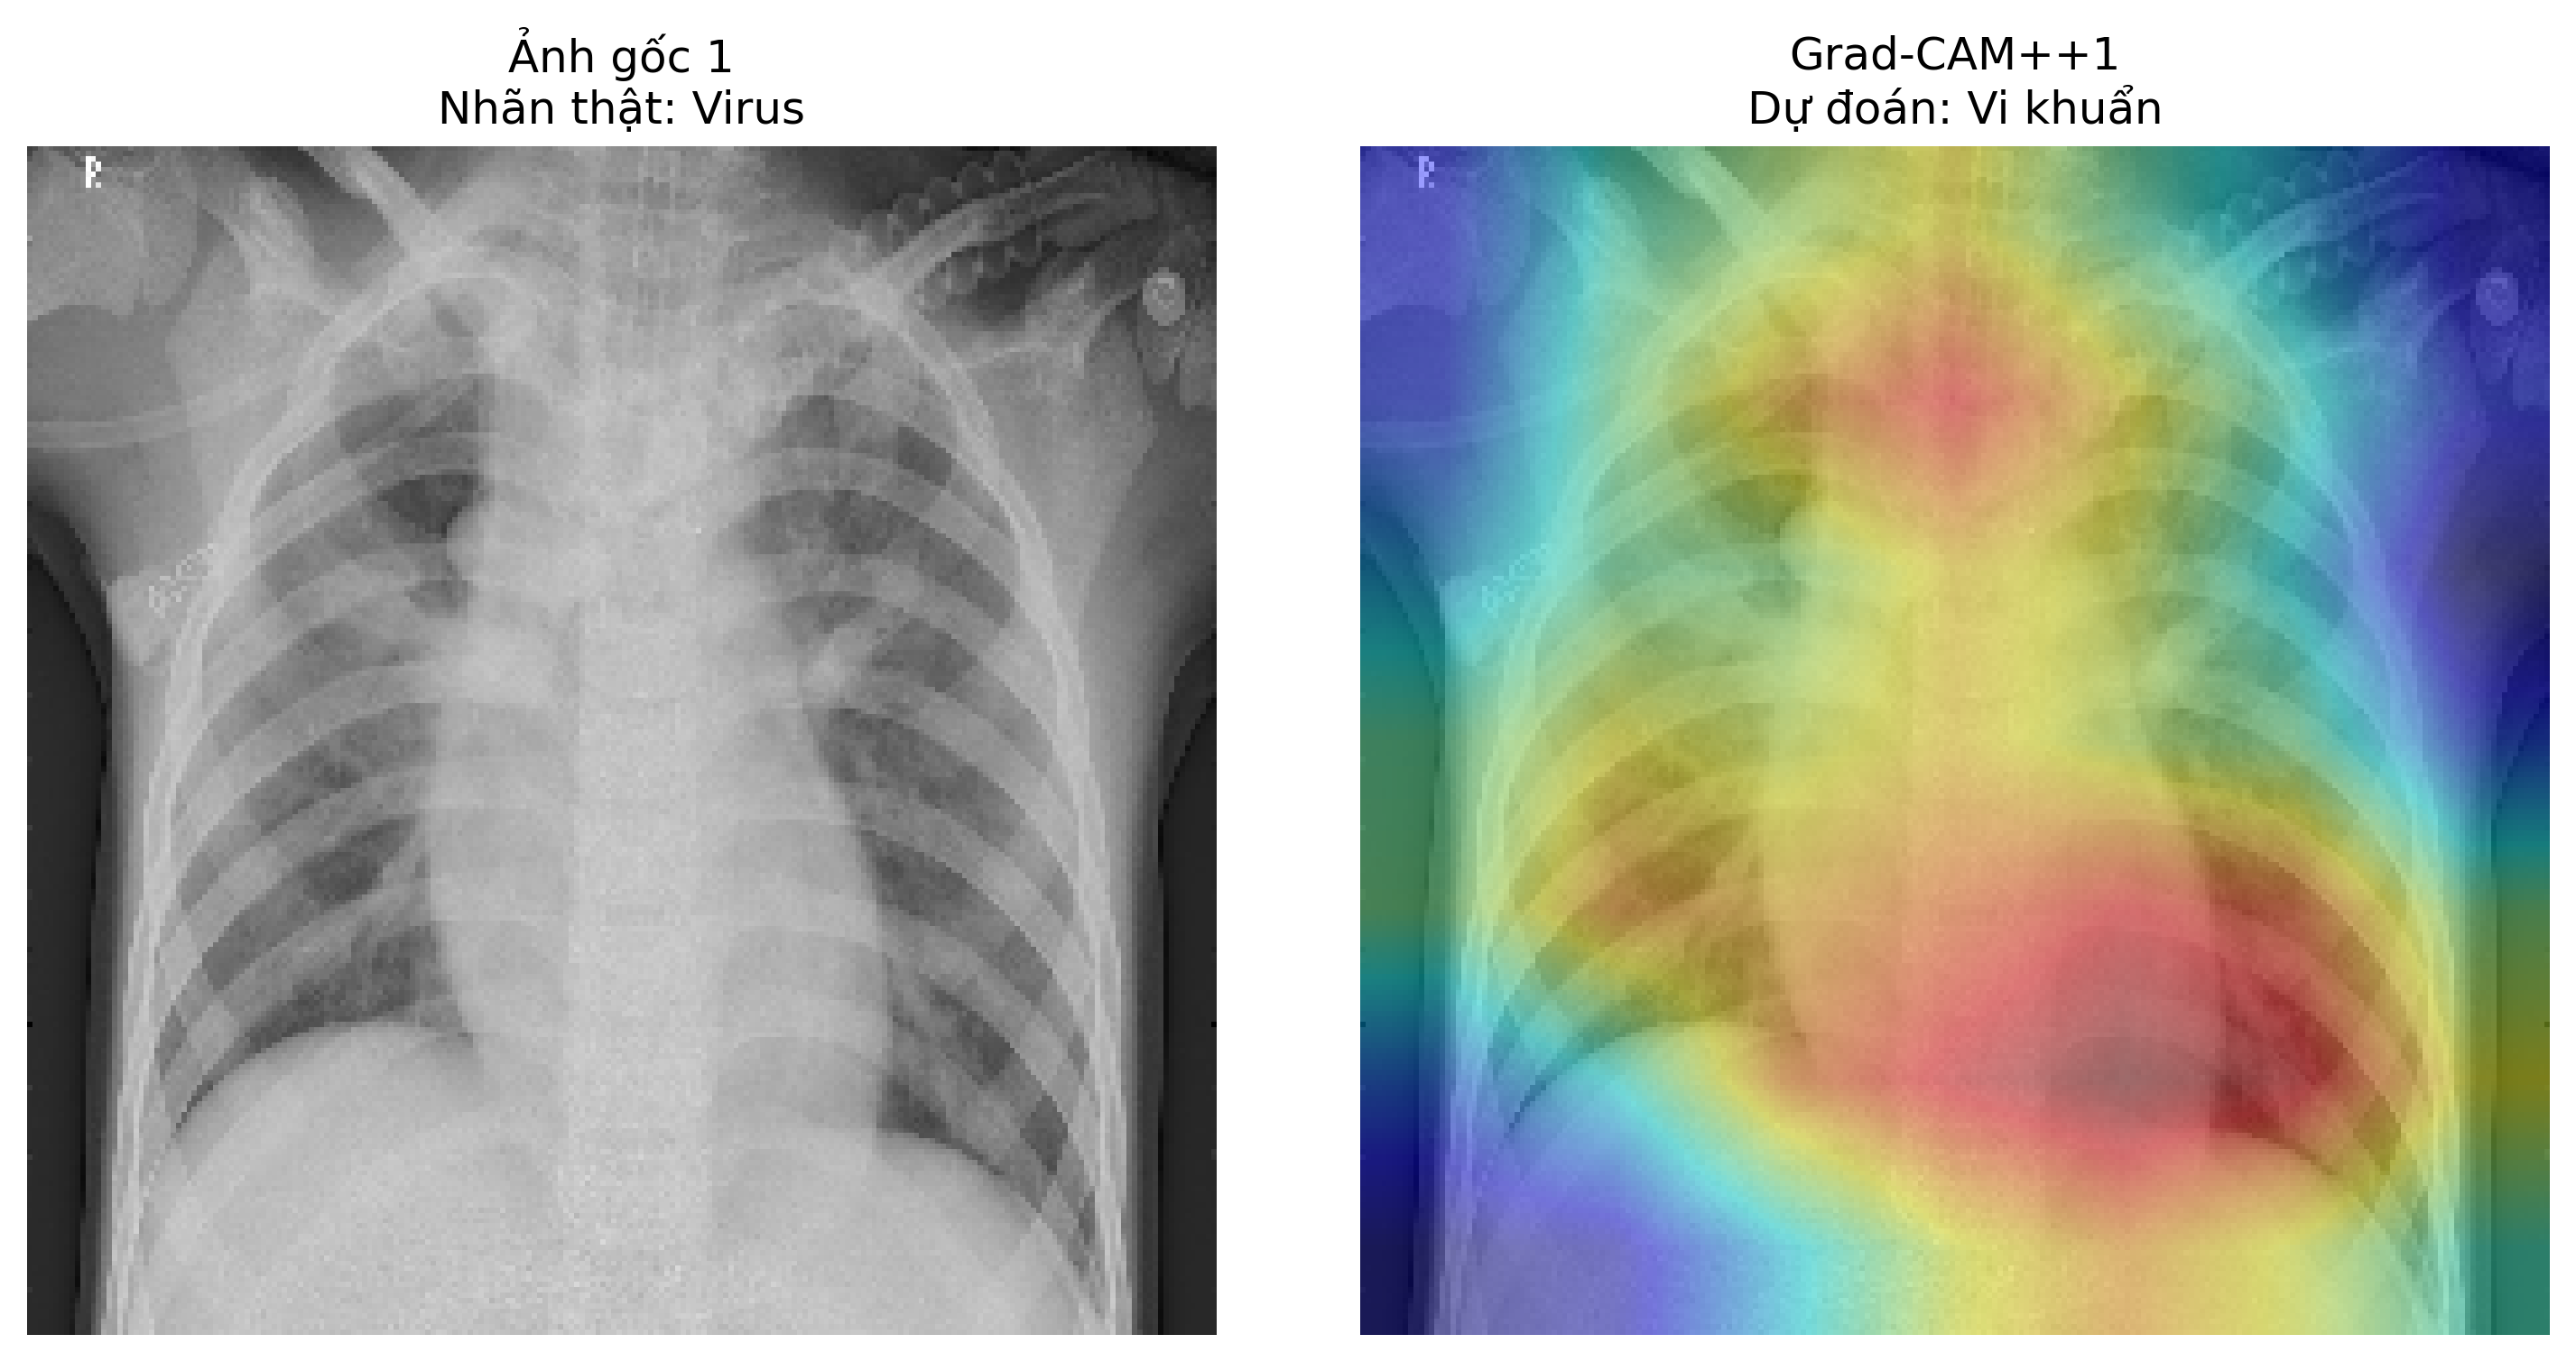 Ảnh gốc 1
Nhãn thật: Virus
Grad-CAM++1
Dự đoán: Vi khuẩn
R